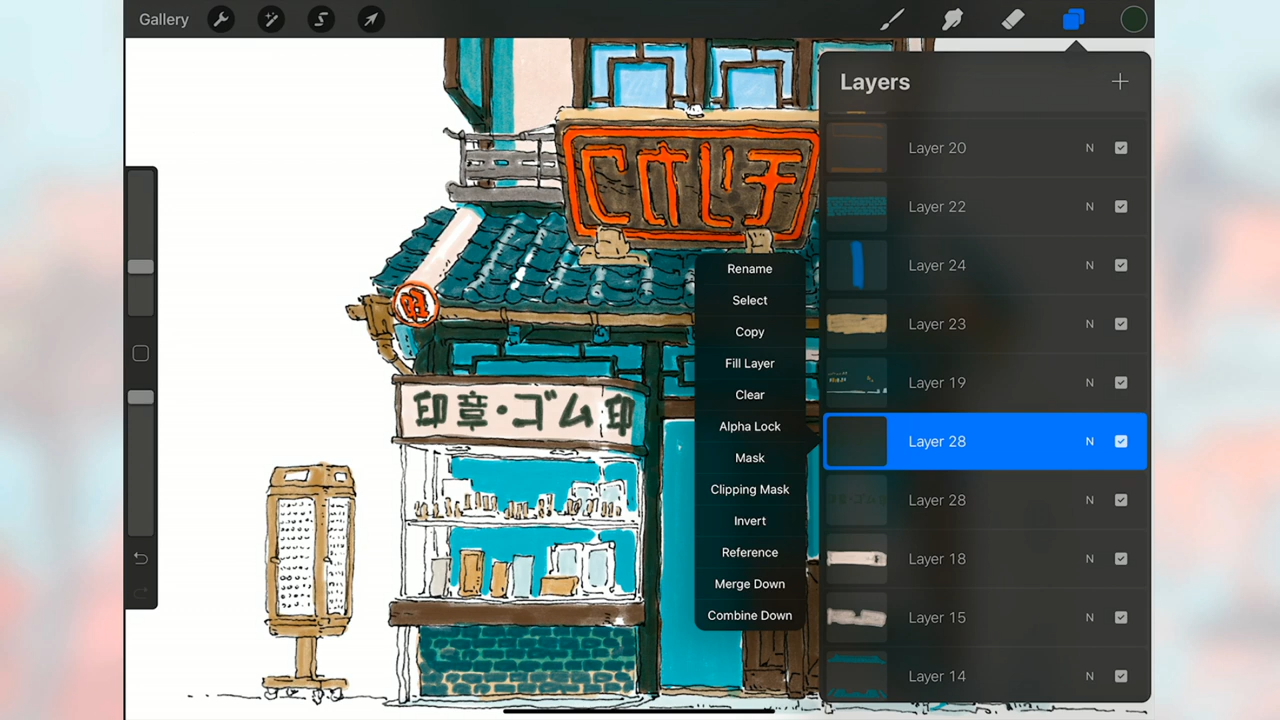 Gallery
Layers
Layer 20 N
Layer 22 N
Layer 24 N
Layer 23 N
Layer 19 N
Layer 28 N
Layer 28 N
Layer 18 N
Layer 15 N
Layer 14 N
Rename
Select
Copy
Fill Layer
Clear
Alpha Lock
Mask
Clipping Mask
Invert
Reference
Merge Down
Combine Down
印章・ゴム印